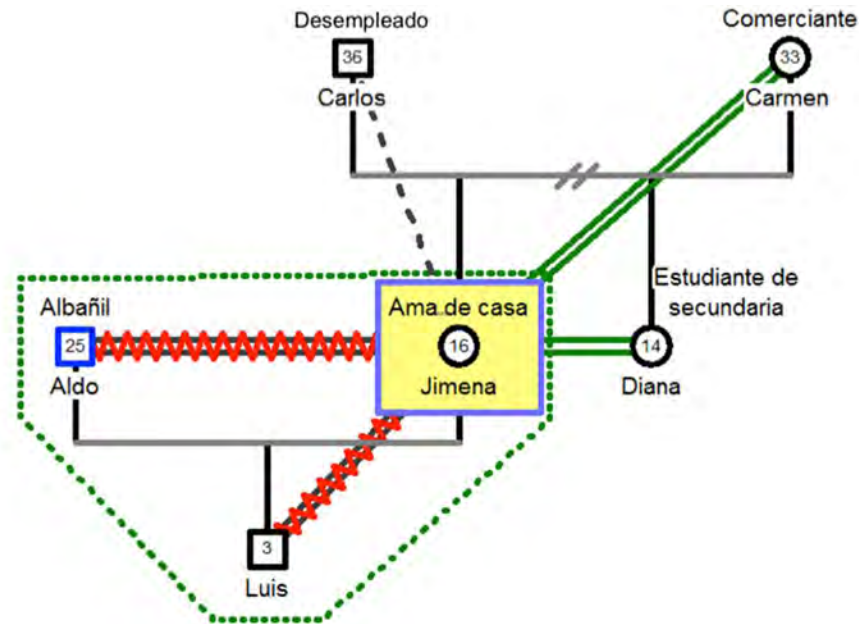 Desempleado
36
Carlos
Comerciante
33
Carmen
Albañil
25
Aldo
Ama de casa
16
Jimena
Estudiante de
secundaria
14
Diana
3
Luis